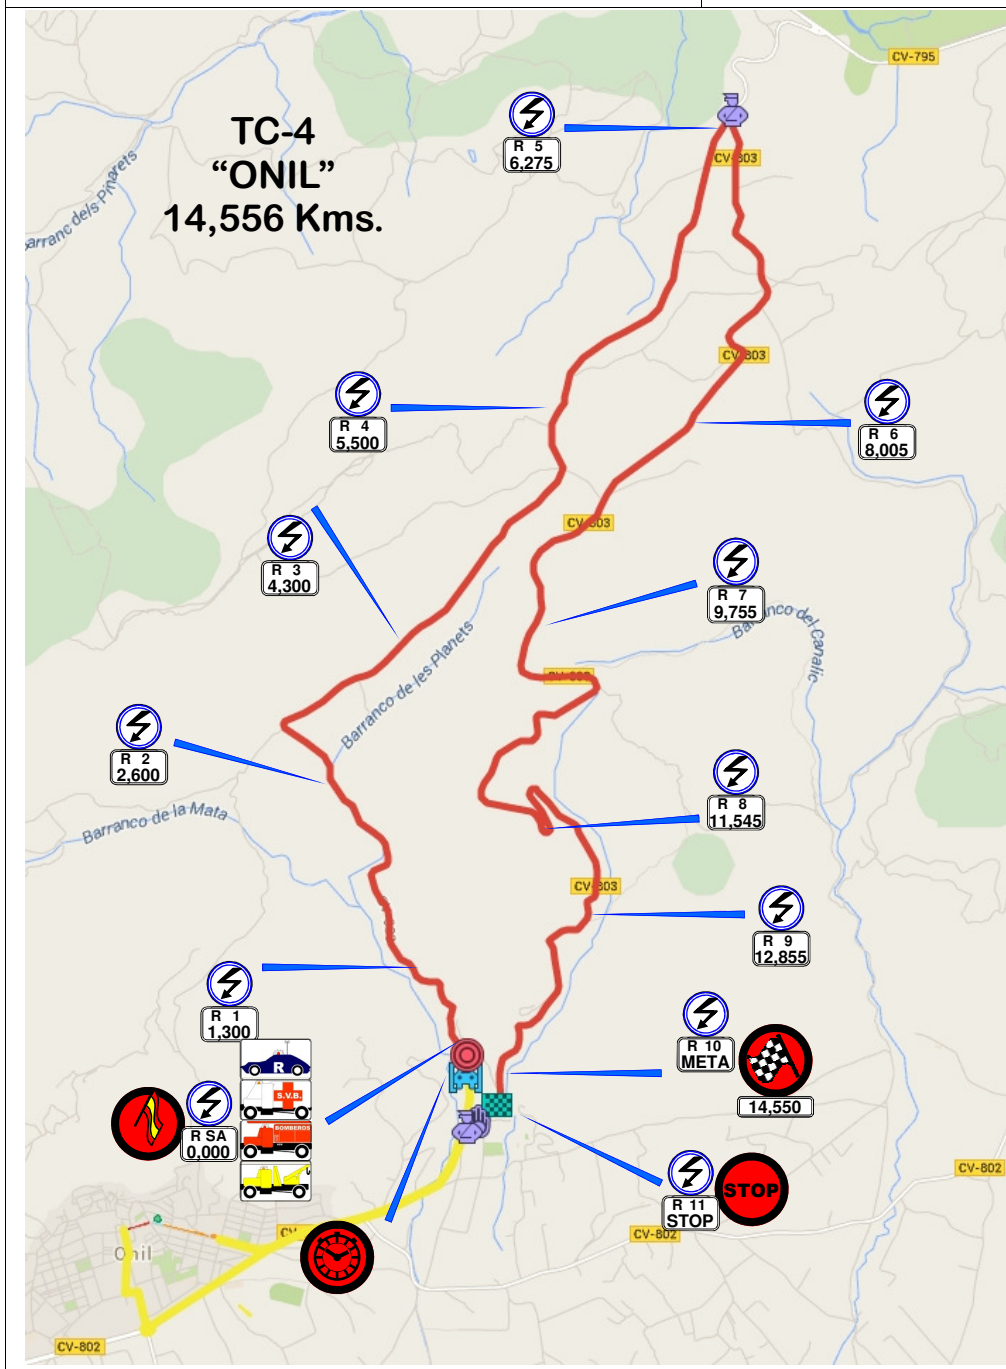 CV-795
TC-4
“ONIL”
14,556 Kms.
R 5
6,275
CV-803
Barranc dels Pinarets
CV-803
R 4
5,500
R 6
8,005
CV-803
R 3
4,300
R 7
9,755
Barranco del Canalic
Barranco de les Planets
R 2
2,600
Barranco de la Mata
R 8
11,545
CV-803
R 9
12,855
R 1
1,300
R
S.V.B.
BOMBEROS
R SA
0,000
R 10
META
14,550
R 11
STOP
STOP
CV-802
CV-802
Onil
CV-802